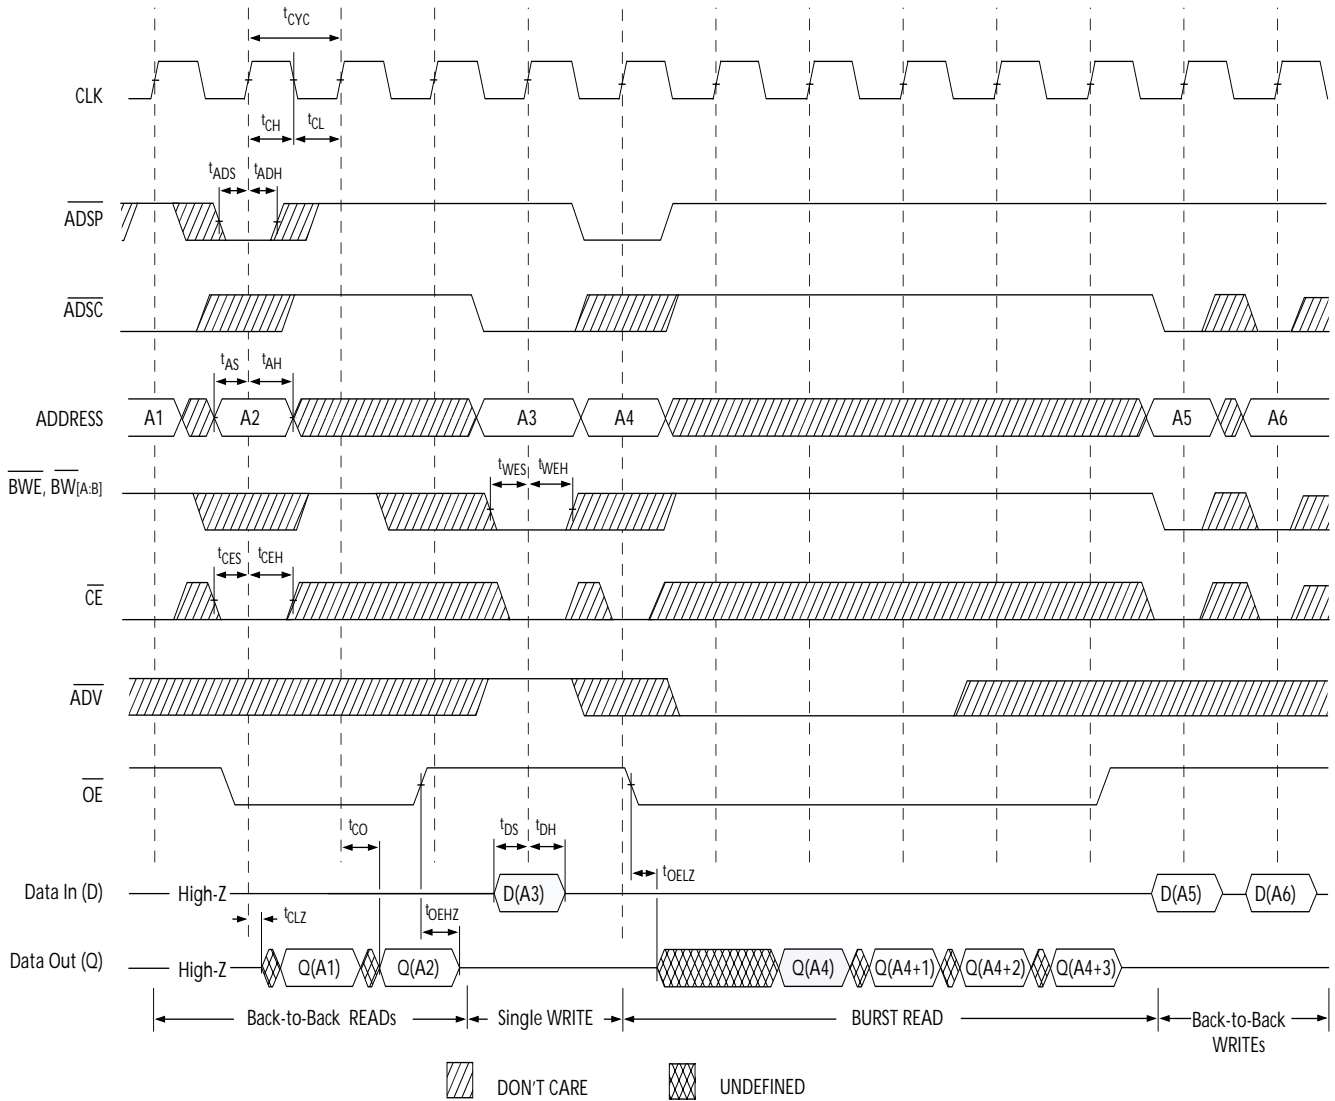 tCYC
CLK
tCH
tCL
tADS
tADH
ADSP
ADSC
tAS
tAH
ADDRESS A1 A2 A3 A4 A5 A6
tWES
tWEH
BWE, BW[A:B]
tCES
tCEH
CE
ADV
OE
tCO
tDS
tDH
tOELZ
Data In (D) High-Z D(A3) D(A5) D(A6)
tCLZ
tOEHZ
Data Out (Q) High-Z Q(A1) Q(A2) Q(A4) Q(A4+1) Q(A4+2) Q(A4+3)
Back-to-Back READs Single WRITE BURST READ Back-to-Back
WRITEs
DON'T CARE UNDEFINED